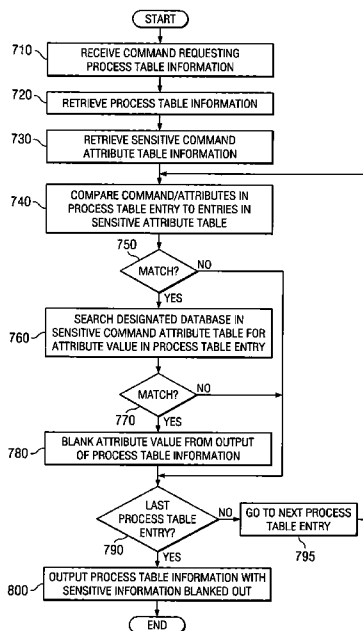 START
710
RECEIVE COMMAND REQUESTING
PROCESS TABLE INFORMATION
720
RETRIEVE PROCESS TABLE INFORMATION
730
RETRIEVE SENSITIVE COMMAND
ATTRIBUTE TABLE INFORMATION
740
COMPARE COMMAND/ATTRIBUTES IN
PROCESS TABLE ENTRY TO ENTRIES IN
SENSITIVE ATTRIBUTE TABLE
750
MATCH?
NO
YES
760
SEARCH DESIGNATED DATABASE IN
SENSITIVE COMMAND ATTRIBUTE TABLE FOR
ATTRIBUTE VALUE IN PROCESS TABLE ENTRY
MATCH?
NO
770
YES
780
BLANK ATTRIBUTE VALUE FROM OUTPUT
OF PROCESS TABLE INFORMATION
LAST
PROCESS TABLE
ENTRY?
NO
GO TO NEXT PROCESS
TABLE ENTRY
790
795
YES
800
OUTPUT PROCESS TABLE INFORMATION WITH
SENSITIVE INFORMATION BLANKED OUT
END